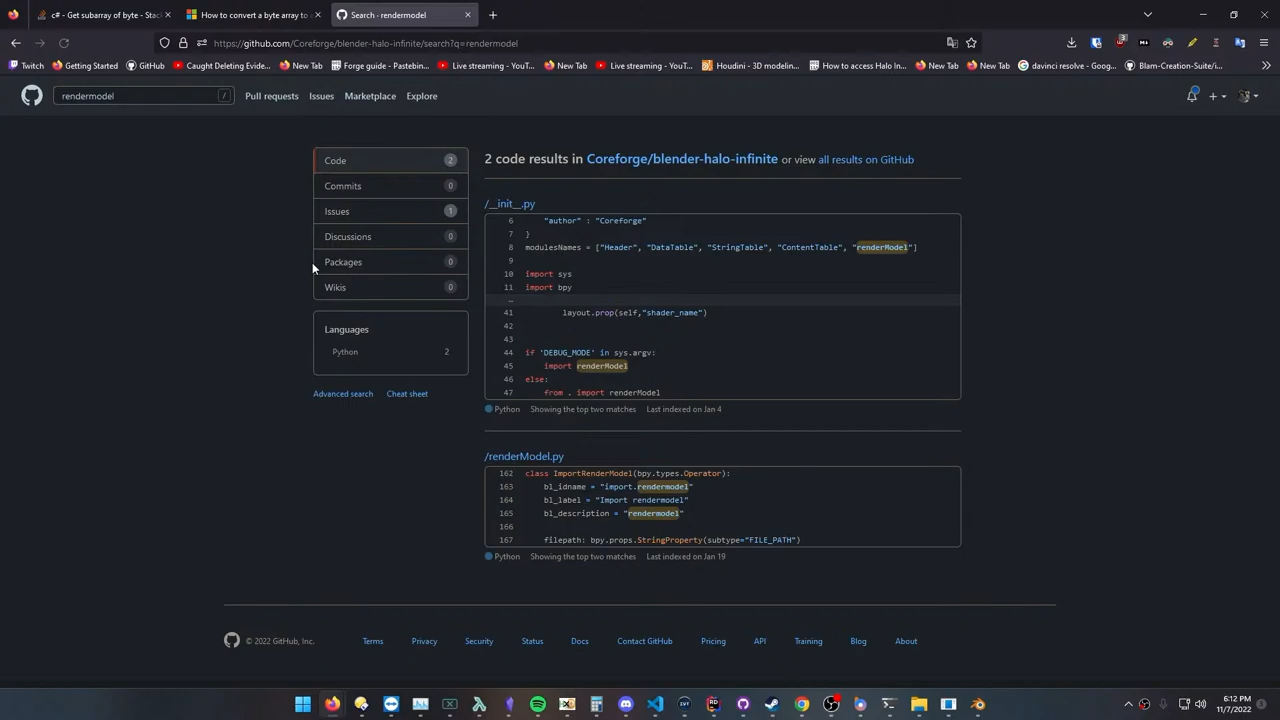 c# - Get subarray of byte - Stac
How to convert a byte array to
Search · rendermodel
https://github.com/Coreforge/blender-halo-infinite/search?q=rendermodel
Twitch
Getting Started
GitHub
Caught Deleting Evide...
New Tab
Forge guide - Pastebin...
Live streaming - YouT...
New Tab
Live streaming - YouT...
Houdini - 3D modelin...
How to access Halo In...
New Tab
New Tab
davinci resolve - Goog...
Blam-Creation-Suite/i...
rendermodel
/
Pull requests
Issues
Marketplace
Explore
Code 2
Commits 0
Issues 1
Discussions 0
Packages 0
Wikis 0
Languages
Python 2
Advanced search
Cheat sheet
2 code results in Coreforge/blender-halo-infinite or view all results on GitHub
/__init__.py
6 "author" : "Coreforge"
7 }
8 modulesNames = ["Header", "DataTable", "StringTable", "ContentTable", "renderModel"]
9
10 import sys
11 import bpy
…
41 layout.prop(self,"shader_name")
42
43
44 if 'DEBUG_MODE' in sys.argv:
45 import renderModel
46 else:
47 from . import renderModel
Python Showing the top two matches Last indexed on Jan 4
/renderModel.py
162 class ImportRenderModel(bpy.types.Operator):
163 bl_idname = "import.rendermodel"
164 bl_label = "Import rendermodel"
165 bl_description = "rendermodel"
166
167 filepath: bpy.props.StringProperty(subtype="FILE_PATH")
Python Showing the top two matches Last indexed on Jan 19
© 2022 GitHub, Inc.
Terms
Privacy
Security
Status
Docs
Contact GitHub
Pricing
API
Training
Blog
About
6:12 PM
11/7/2022